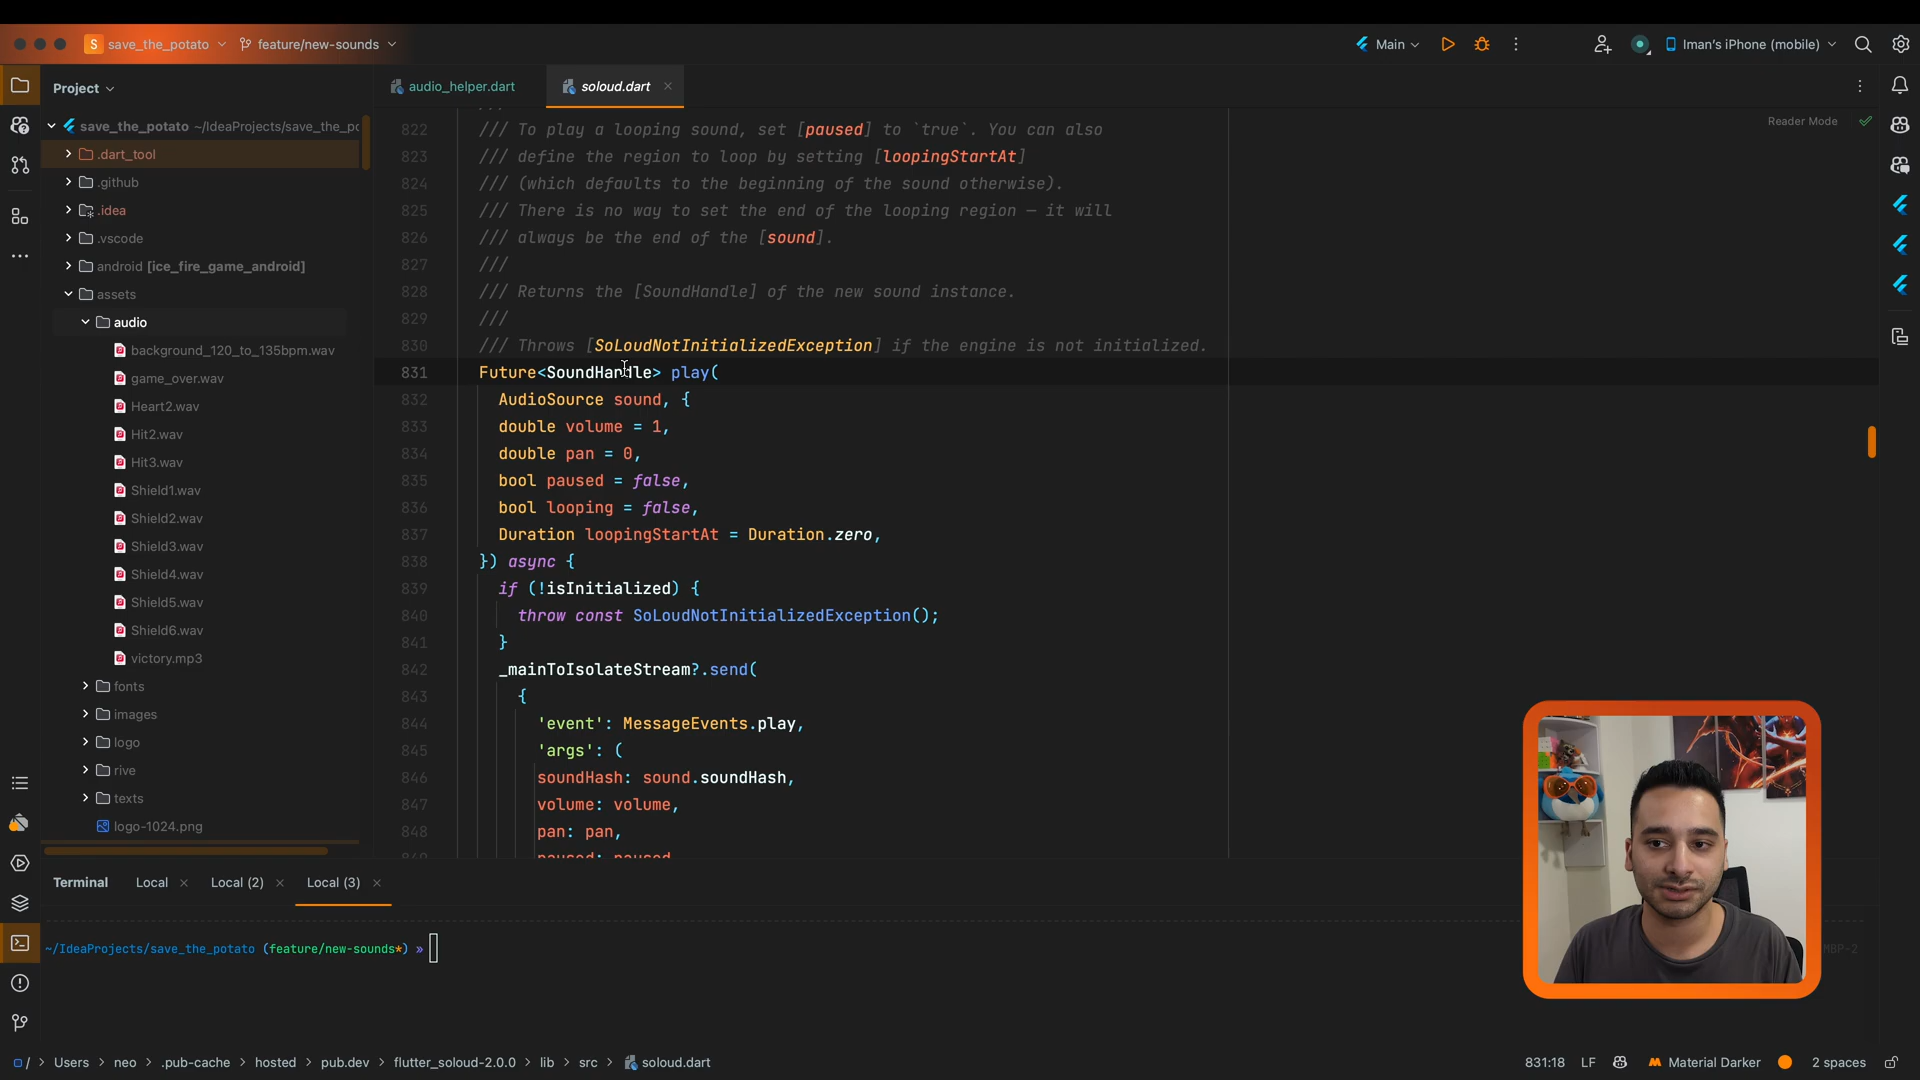 S save_the_potato feature/new-sounds Main Iman's iPhone (mobile)
Project
audio_helper.dart soloud.dart
Reader Mode
save_the_potato ~/IdeaProjects/save_the_po
.dart_tool
.github
.idea
.vscode
android [ice_fire_game_android]
assets
audio
background_120_to_135bpm.wav
game_over.wav
Heart2.wav
Hit2.wav
Hit3.wav
Shield1.wav
Shield2.wav
Shield3.wav
Shield4.wav
Shield5.wav
Shield6.wav
victory.mp3
fonts
images
logo
rive
texts
logo-1024.png
822 /// To play a looping sound, set [paused] to `true`. You can also
823 /// define the region to loop by setting [loopingStartAt]
824 /// (which defaults to the beginning of the sound otherwise).
825 /// There is no way to set the end of the looping region — it will
826 /// always be the end of the [sound].
827 ///
828 /// Returns the [SoundHandle] of the new sound instance.
829 ///
830 /// Throws [SoLoudNotInitializedException] if the engine is not initialized.
831 Future<SoundHandle> play(
832 AudioSource sound, {
833 double volume = 1,
834 double pan = 0,
835 bool paused = false,
836 bool looping = false,
837 Duration loopingStartAt = Duration.zero,
838 }) async {
839 if (!isInitialized) {
840 throw const SoLoudNotInitializedException();
841 }
842 _mainToIsolateStream?.send(
843 {
844 'event': MessageEvents.play,
845 'args': (
846 soundHash: sound.soundHash,
847 volume: volume,
848 pan: pan,
849 paused: paused
Terminal Local Local (2) Local (3)
~/IdeaProjects/save_the_potato (feature/new-sounds*) »
MBP-2
/ > Users > neo > .pub-cache > hosted > pub.dev > flutter_soloud-2.0.0 > lib > src > soloud.dart
831:18 LF Material Darker 2 spaces